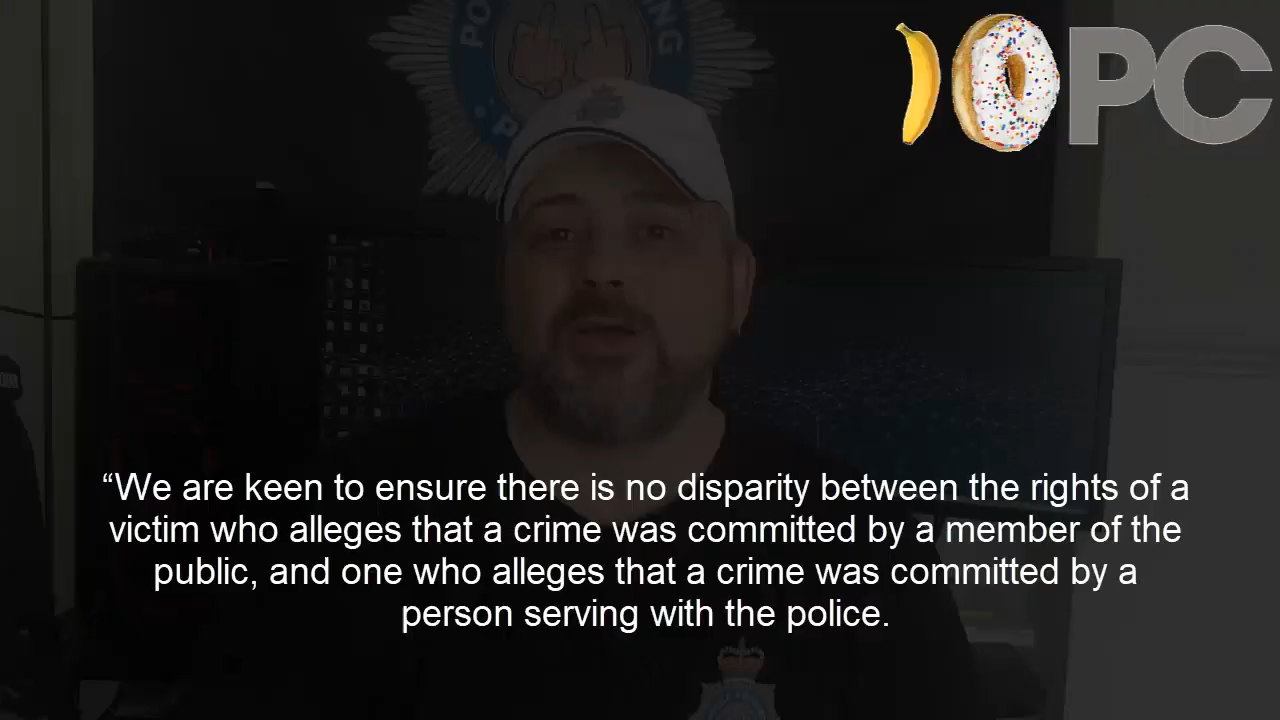 PC
PO
NG
“We are keen to ensure there is no disparity between the rights of a
victim who alleges that a crime was committed by a member of the
public, and one who alleges that a crime was committed by a
person serving with the police.